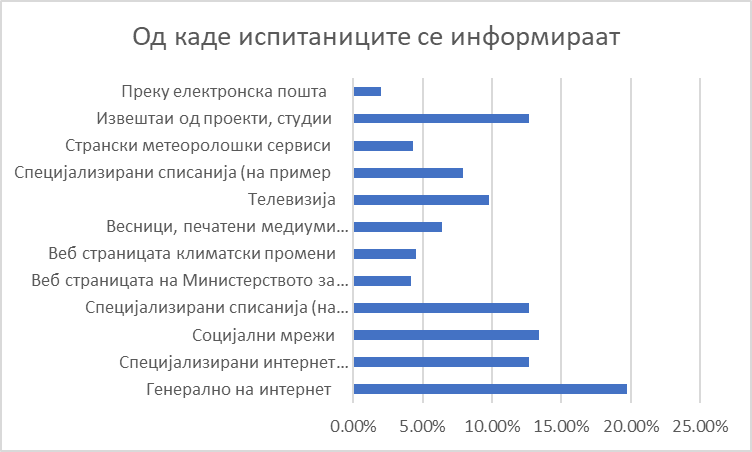 Од каде испитаниците се информираат
Преку електронска пошта
Извештаи од проекти, студии
Странски метеоролошки сервиси
Специјализирани списанија (на пример
Телевизија
Весници, печатени медиуми…
Веб страницата климатски промени
Веб страницата на Министерството за…
Специјализирани списанија (на…
Социјални мрежи
Специјализирани интернет…
Генерално на интернет
0.00% 5.00% 10.00% 15.00% 20.00% 25.00%